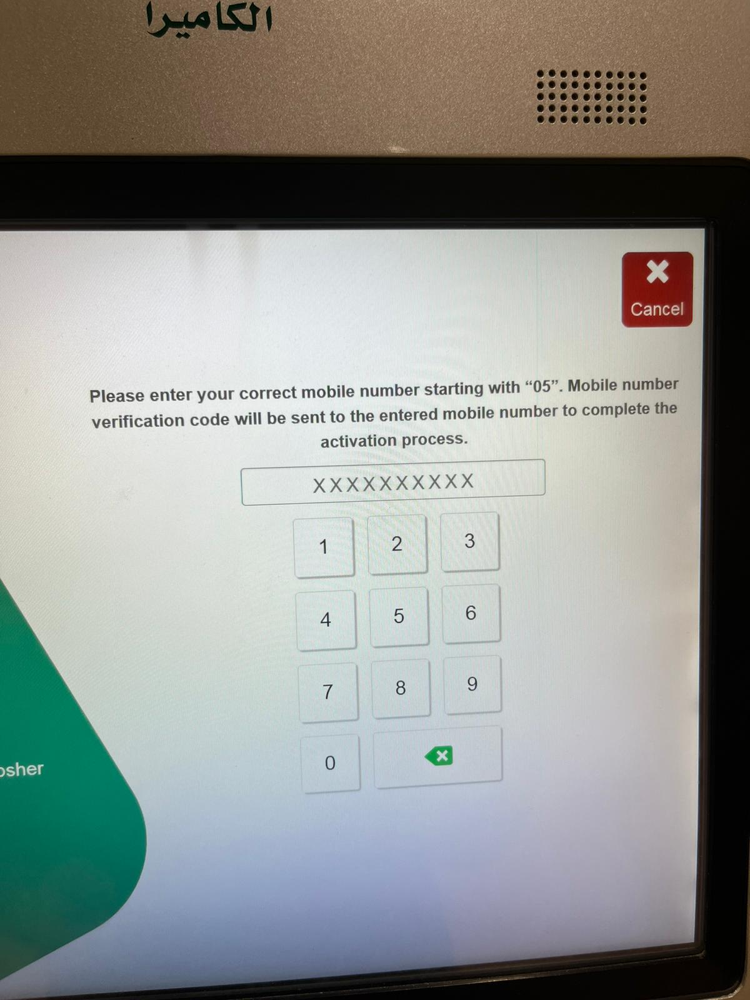 الكاميرا
Cancel
Please enter your correct mobile number starting with “05”. Mobile number
verification code will be sent to the entered mobile number to complete the
activation process.
XXXXXXXXXX
1 2 3
4 5 6
7 8 9
0
osher